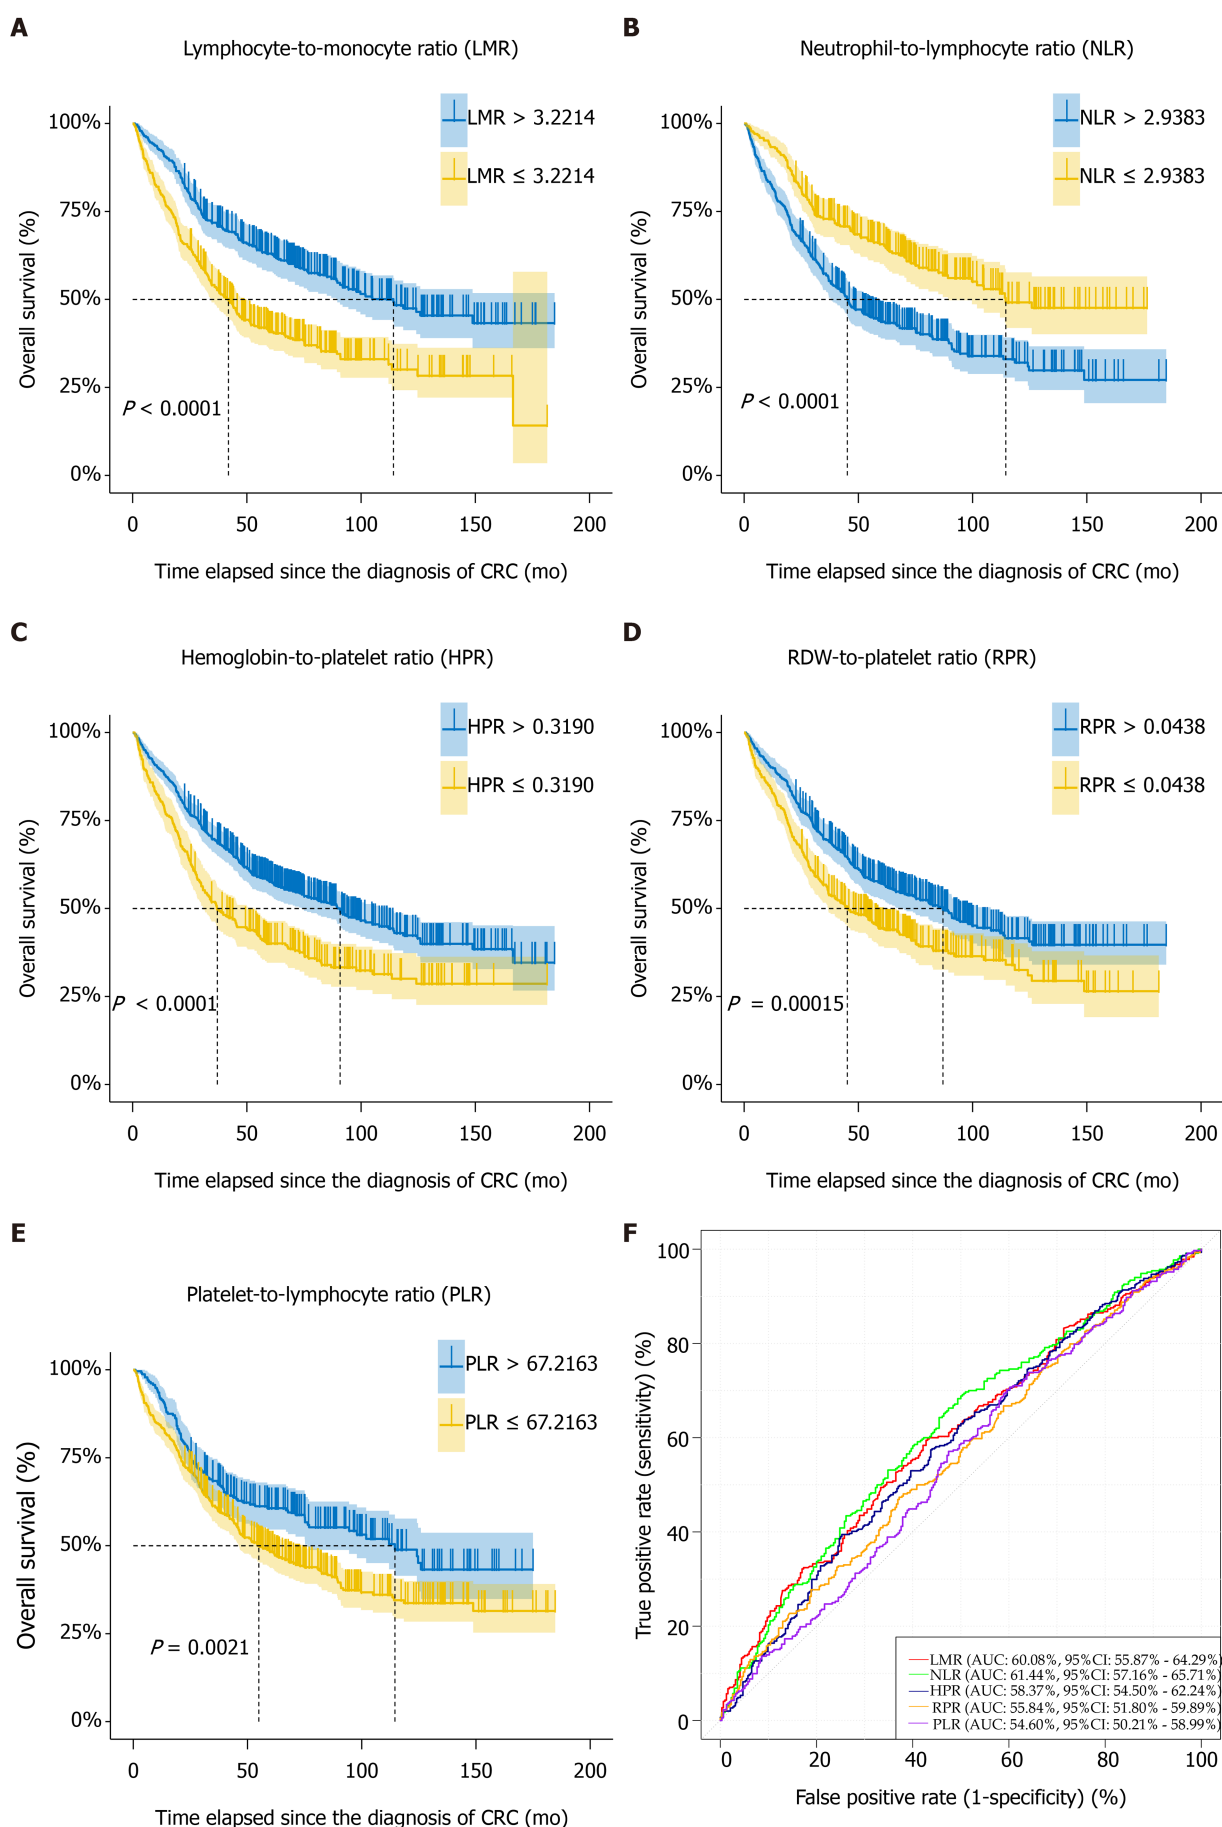 A
Lymphocyte-to-monocyte ratio (LMR)
LMR > 3.2214
LMR ≤ 3.2214
100%
75%
50%
25%
0%
Overall survival (%)
P < 0.0001
0 50 100 150 200
Time elapsed since the diagnosis of CRC (mo)
B
Neutrophil-to-lymphocyte ratio (NLR)
NLR > 2.9383
NLR ≤ 2.9383
100%
75%
50%
25%
0%
Overall survival (%)
P < 0.0001
0 50 100 150 200
Time elapsed since the diagnosis of CRC (mo)
C
Hemoglobin-to-platelet ratio (HPR)
HPR > 0.3190
HPR ≤ 0.3190
100%
75%
50%
25%
0%
Overall survival (%)
P < 0.0001
0 50 100 150 200
Time elapsed since the diagnosis of CRC (mo)
D
RDW-to-platelet ratio (RPR)
RPR > 0.0438
RPR ≤ 0.0438
100%
75%
50%
25%
0%
Overall survival (%)
P = 0.00015
0 50 100 150 200
Time elapsed since the diagnosis of CRC (mo)
E
Platelet-to-lymphocyte ratio (PLR)
PLR > 67.2163
PLR ≤ 67.2163
100%
75%
50%
25%
0%
Overall survival (%)
P = 0.0021
0 50 100 150 200
Time elapsed since the diagnosis of CRC (mo)
F
100
80
60
40
20
0
True positive rate (sensitivity) (%)
LMR (AUC: 60.08%, 95%CI: 55.87% - 64.29%)
NLR (AUC: 61.44%, 95%CI: 57.16% - 65.71%)
HPR (AUC: 58.37%, 95%CI: 54.50% - 62.24%)
RPR (AUC: 55.84%, 95%CI: 51.80% - 59.89%)
PLR (AUC: 54.60%, 95%CI: 50.21% - 58.99%)
0 20 40 60 80 100
False positive rate (1-specificity) (%)